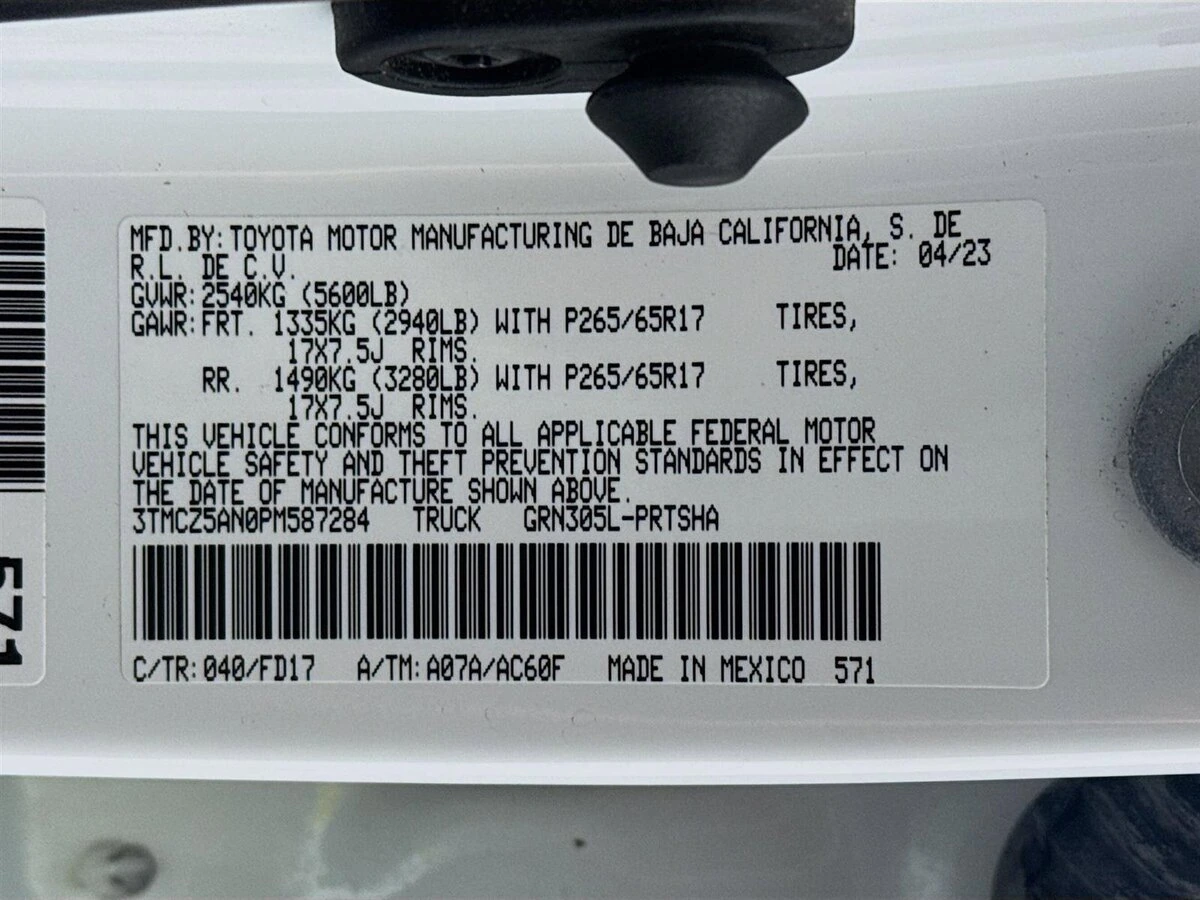 MFD.BY: TOYOTA MOTOR MANUFACTURING DE BAJA CALIFORNIA, S. DE
R.L. DE C.V. DATE: 04/23
GVWR: 2540KG (5600LB)
GAWR: FRT. 1335KG (2940LB) WITH P265/65R17 TIRES,
17X7.5J RIMS.
RR. 1490KG (3280LB) WITH P265/65R17 TIRES,
17X7.5J RIMS.
THIS VEHICLE CONFORMS TO ALL APPLICABLE FEDERAL MOTOR
VEHICLE SAFETY AND THEFT PREVENTION STANDARDS IN EFFECT ON
THE DATE OF MANUFACTURE SHOWN ABOVE.
3TMCZ5AN0PM587284 TRUCK GRN305L-PRTSHA
C/TR: 040/FD17 A/TM: A07A/AC60F MADE IN MEXICO 571
571